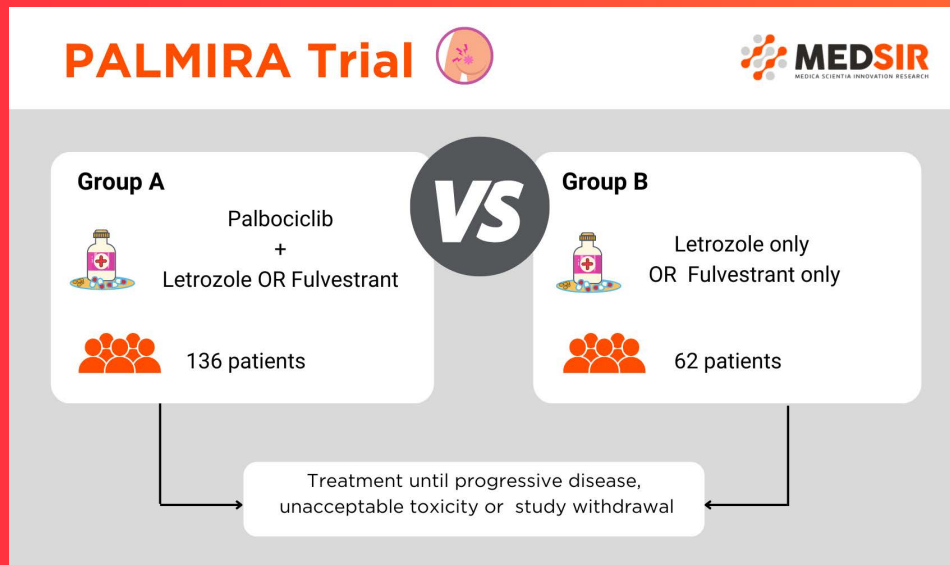 PALMIRA Trial
MEDSIR
MEDICA SCIENTIA INNOVATION RESEARCH
Group A
Palbociclib
+
Letrozole OR Fulvestrant
136 patients
VS
Group B
Letrozole only
OR Fulvestrant only
62 patients
Treatment until progressive disease,
unacceptable toxicity or study withdrawal